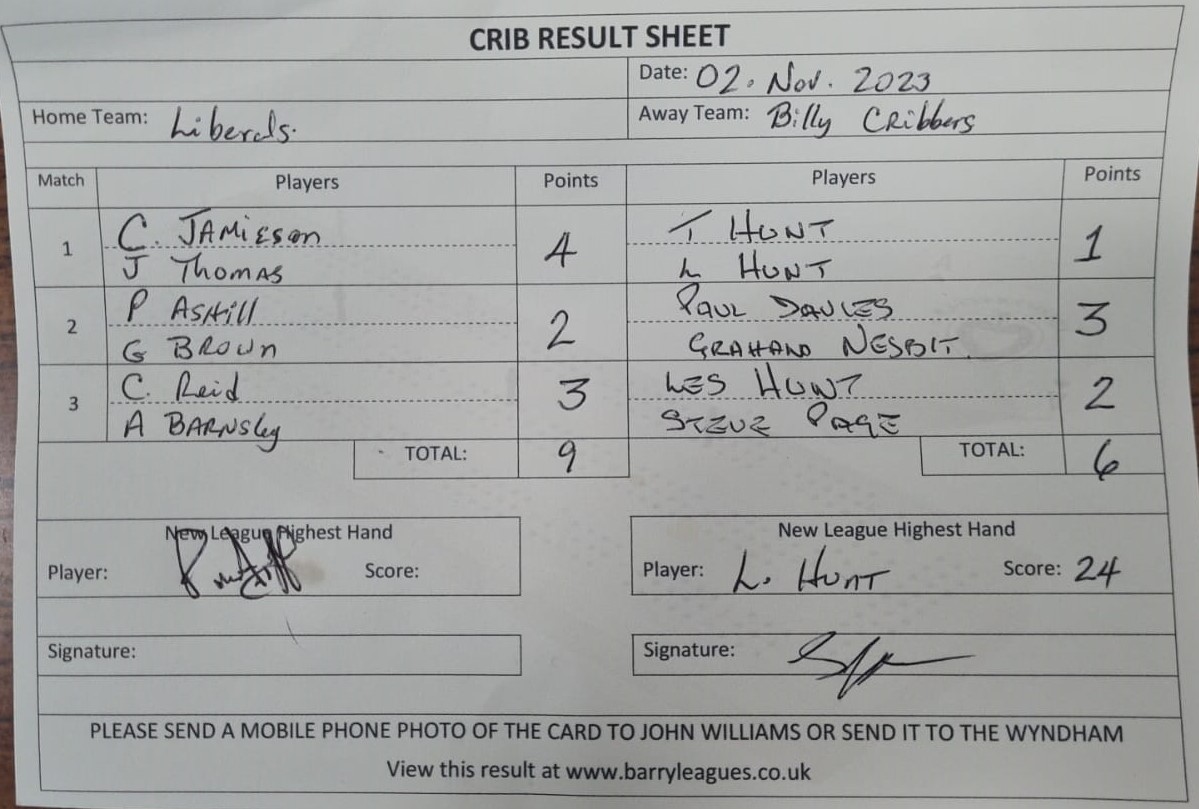 CRIB RESULT SHEET
Date: 02. Nov. 2023
Home Team: Liberals.
Away Team: Billy Cribbers
Match Players Points Players Points
C. JAMIESON T HUNT
1 4 1
J THOMAS L HUNT
P ASHill PAUL DAVIES
2 2 3
G BROWN GRAHAM NESBIT.
C. Reid LES HUNT
3 3 2
A BARNSLEY STEVE PAGE
TOTAL: 9 TOTAL: 6
New League Highest Hand New League Highest Hand
Player: Score: Player: L. HUNT Score: 24
Signature: Signature:
PLEASE SEND A MOBILE PHONE PHOTO OF THE CARD TO JOHN WILLIAMS OR SEND IT TO THE WYNDHAM
View this result at www.barryleagues.co.uk